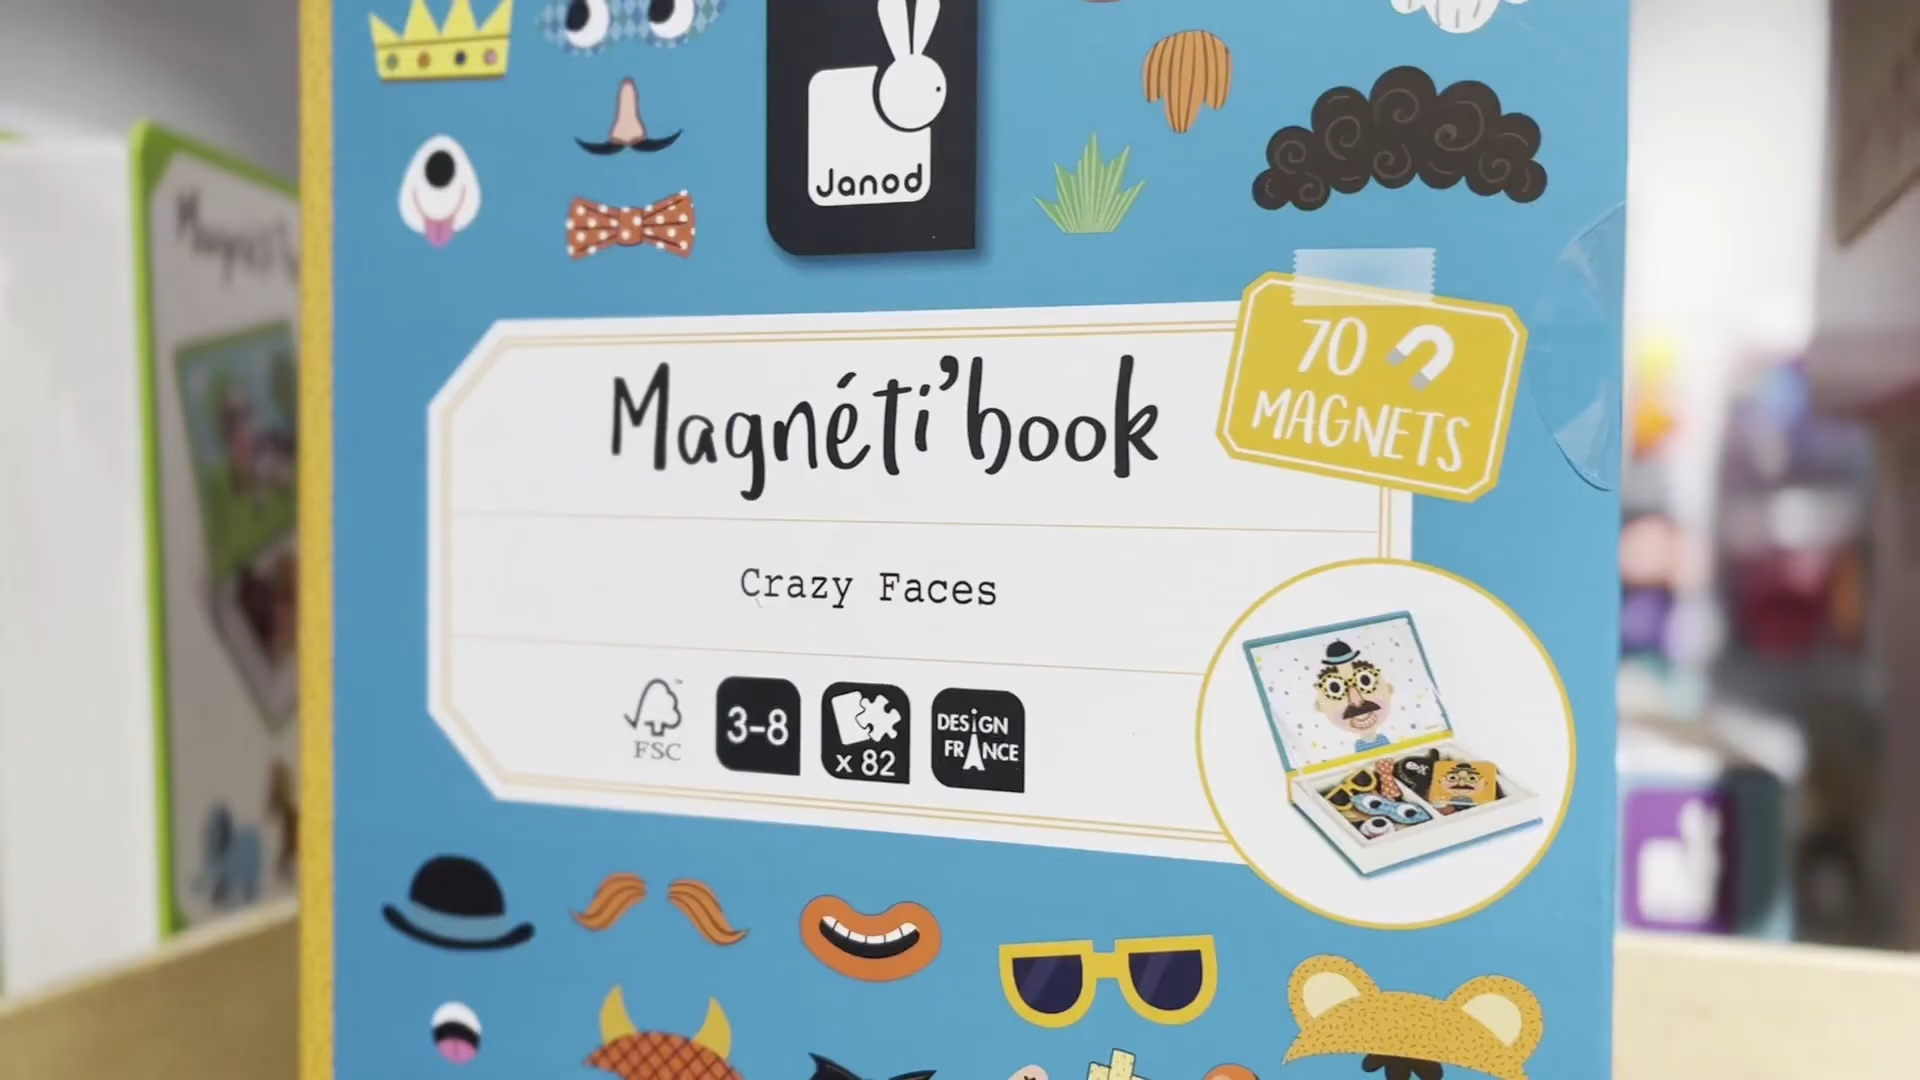 Janod
70
MAGNETS
Magnéti'book
Crazy Faces
FSC
3-8
x 82
DESIGN
FRANCE